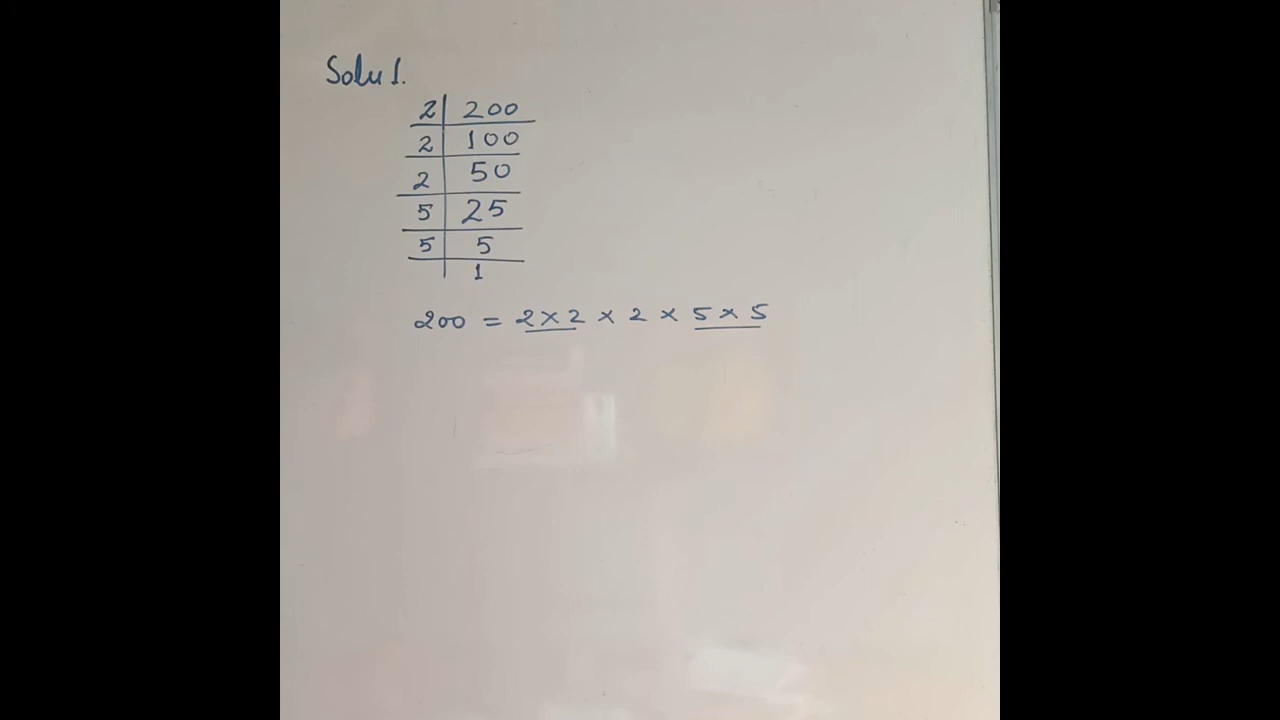 Solu 1.
2 | 200
2 | 100
2 | 50
5 | 25
5 | 5
1
200 = 2 × 2 × 2 × 5 × 5